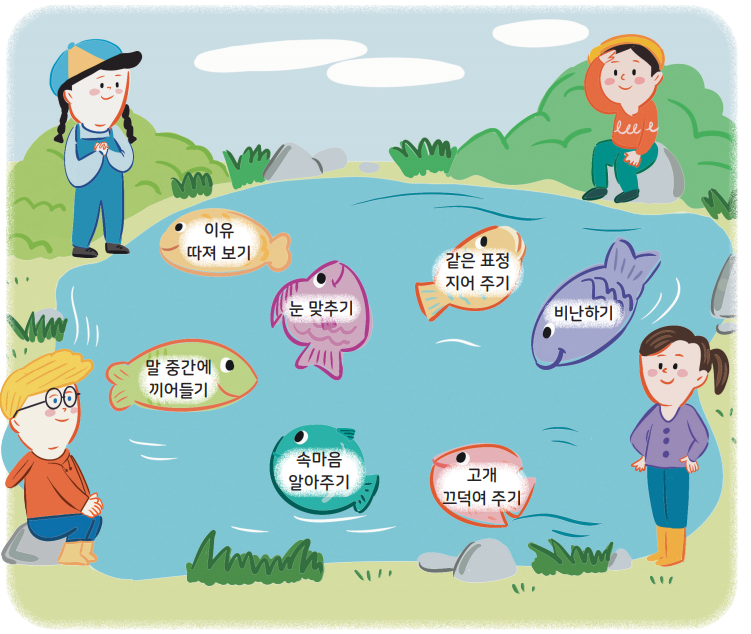 이유
따져 보기
같은 표정
지어 주기
눈 맞추기
비난하기
말 중간에
끼어들기
속마음
알아주기
고개
끄덕여 주기